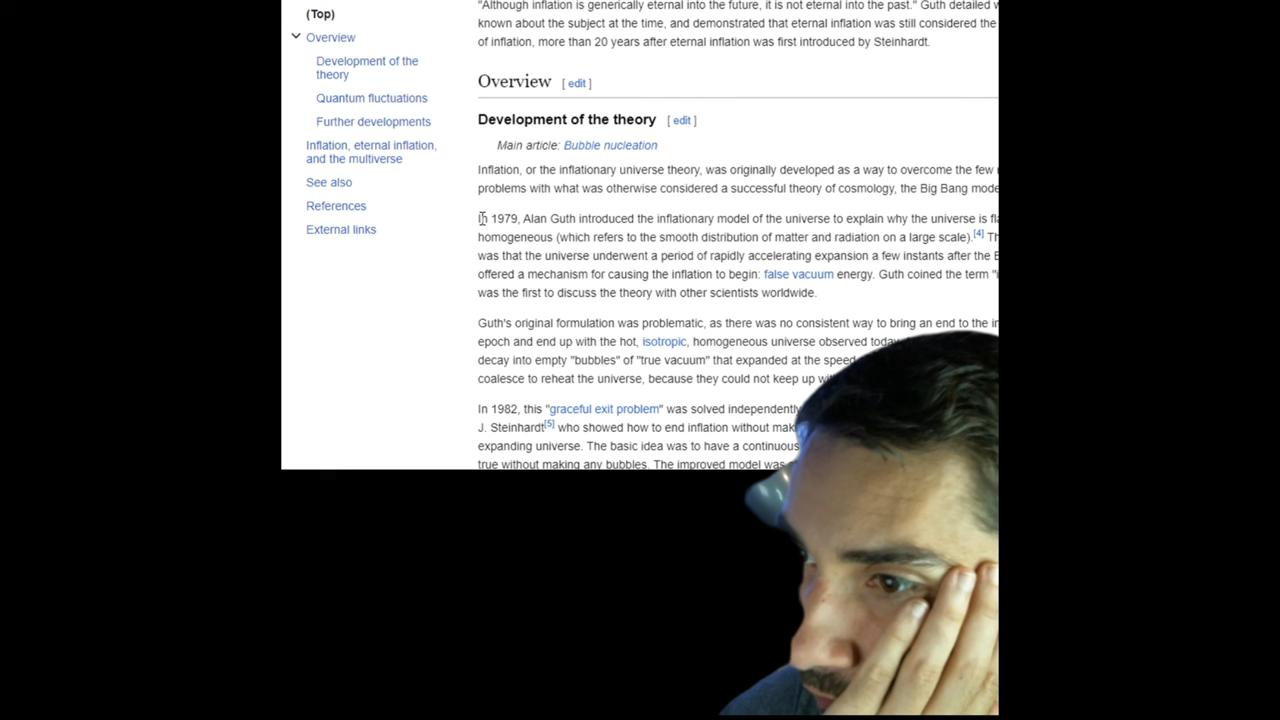 (Top)
Overview
Development of the
theory
Quantum fluctuations
Further developments
Inflation, eternal inflation,
and the multiverse
See also
References
External links
"Although inflation is generically eternal into the future, it is not eternal into the past." Guth detailed
known about the subject at the time, and demonstrated that eternal inflation was still considered the
of inflation, more than 20 years after eternal inflation was first introduced by Steinhardt.
Overview [ edit ]
Development of the theory [ edit ]
Main article: Bubble nucleation
Inflation, or the inflationary universe theory, was originally developed as a way to overcome the few
problems with what was otherwise considered a successful theory of cosmology, the Big Bang
In 1979, Alan Guth introduced the inflationary model of the universe to explain why the universe is
homogeneous (which refers to the smooth distribution of matter and radiation on a large scale).[4]
was that the universe underwent a period of rapidly accelerating expansion a few instants after the
offered a mechanism for causing the inflation to begin: false vacuum energy. Guth coined the term
was the first to discuss the theory with other scientists worldwide.
Guth's original formulation was problematic, as there was no consistent way to bring an end to the
epoch and end up with the hot, isotropic, homogeneous universe observed today
decay into empty "bubbles" of "true vacuum" that expanded at the speed
coalesce to reheat the universe, because they could not keep up
In 1982, this "graceful exit problem" was solved independently
J. Steinhardt[5] who showed how to end inflation without
expanding universe. The basic idea was to have a continuous
true without making any bubbles. The improved model was